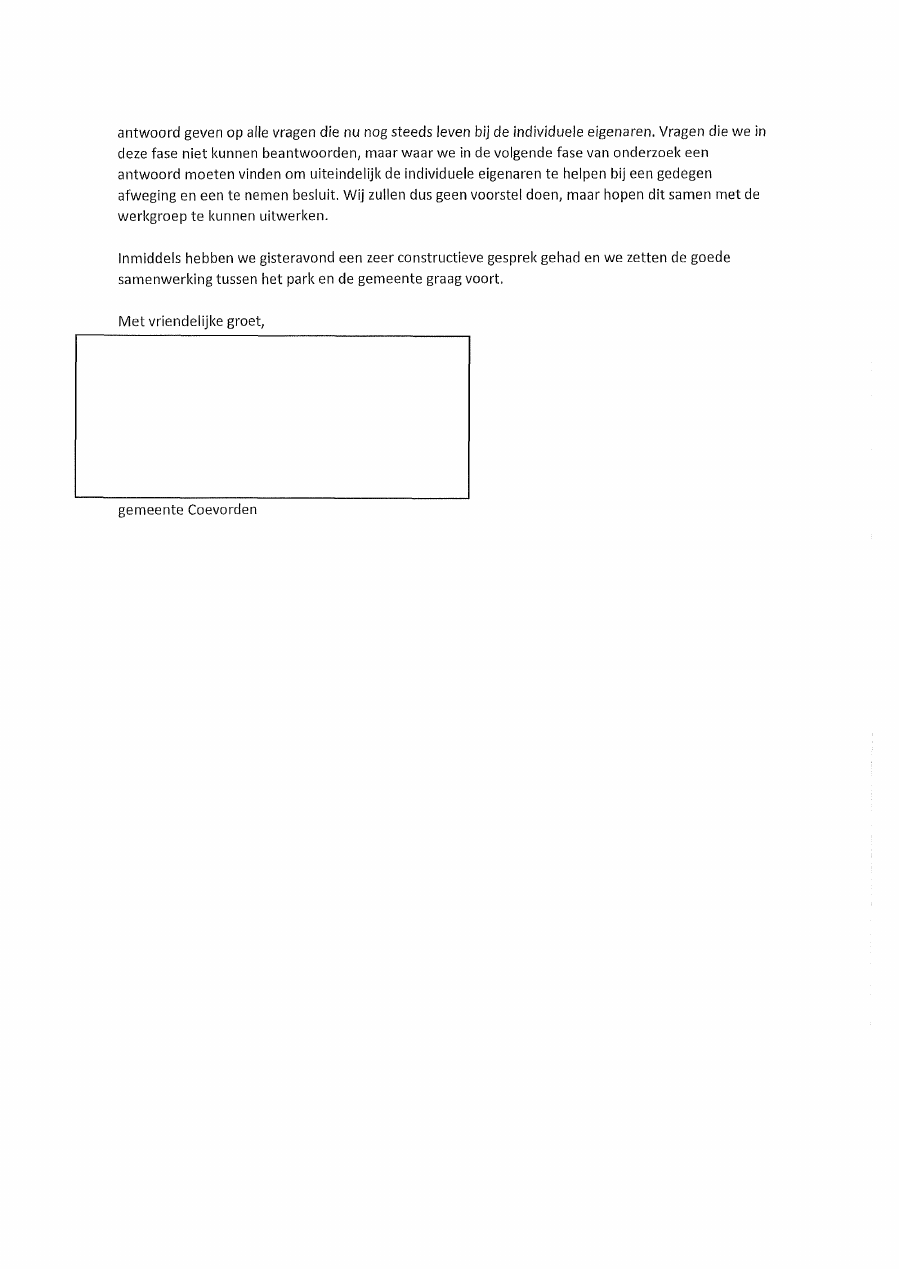 antwoord geven op alle vragen die nu nog steeds leven bij de individuele eigenaren. Vragen die we in
deze fase niet kunnen beantwoorden, maar waar we in de volgende fase van onderzoek een
antwoord moeten vinden om uiteindelijk de individuele eigenaren te helpen bij een gedegen
afweging en een te nemen besluit. Wij zullen dus geen voorstel doen, maar hopen dit samen met de
werkgroep te kunnen uitwerken.

Inmiddels hebben we gisteravond een zeer constructieve gesprek gehad en we zetten de goede
samenwerking tussen het park en de gemeente graag voort.

Met vriendelijke groet,

gemeente Coevorden